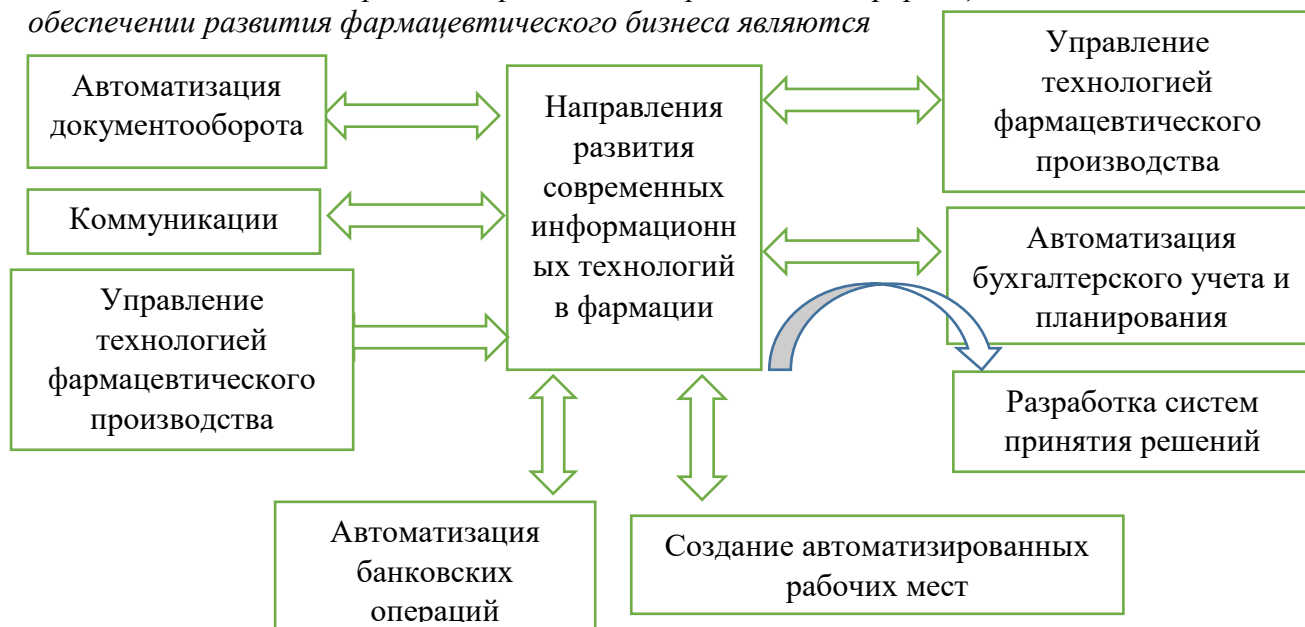 обеспечении развития фармацевтического бизнеса являются
Автоматизация
документооборота
Коммуникации
Управление
технологией
фармацевтического
производства
Направления
развития
современных
информационн
ых технологий
в фармации
Управление
технологией
фармацевтического
производства
Автоматизация
бухгалтерского учета и
планирования
Разработка систем
принятия решений
Автоматизация
банковских
операций
Создание автоматизированных
рабочих мест